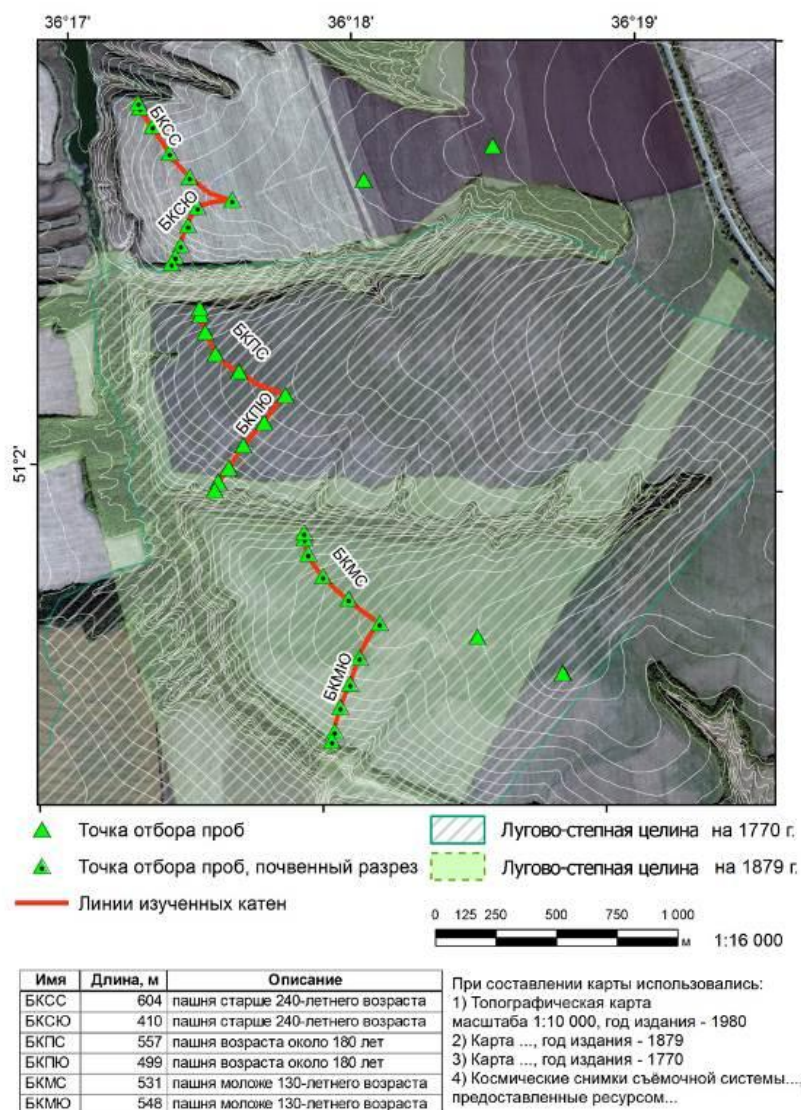 36°17' 36°18' 36°19'
БКСС
БКСЮ
БКПС
БКПЮ
51°2'
БКМС
БКМЮ
Точка отбора проб
Точка отбора проб, почвенный разрез
Линии изученных катен
Лугово-степная целина на 1770 г.
Лугово-степная целина на 1879 г.
0 125 250 500 750 1 000
м 1:16 000
Имя Длина, м Описание
БКСС 604 пашня старше 240-летнего возраста
БКСЮ 410 пашня старше 240-летнего возраста
БКПС 557 пашня возраста около 180 лет
БКПЮ 499 пашня возраста около 180 лет
БКМС 531 пашня моложе 130-летнего возраста
БКМЮ 548 пашня моложе 130-летнего возраста
При составлении карты использовались:
1) Топографическая карта
масштаба 1:10 000, год издания - 1980
2) Карта ..., год издания - 1879
3) Карта ..., год издания - 1770
4) Космические снимки съёмочной системы...,
предоставленные ресурсом...